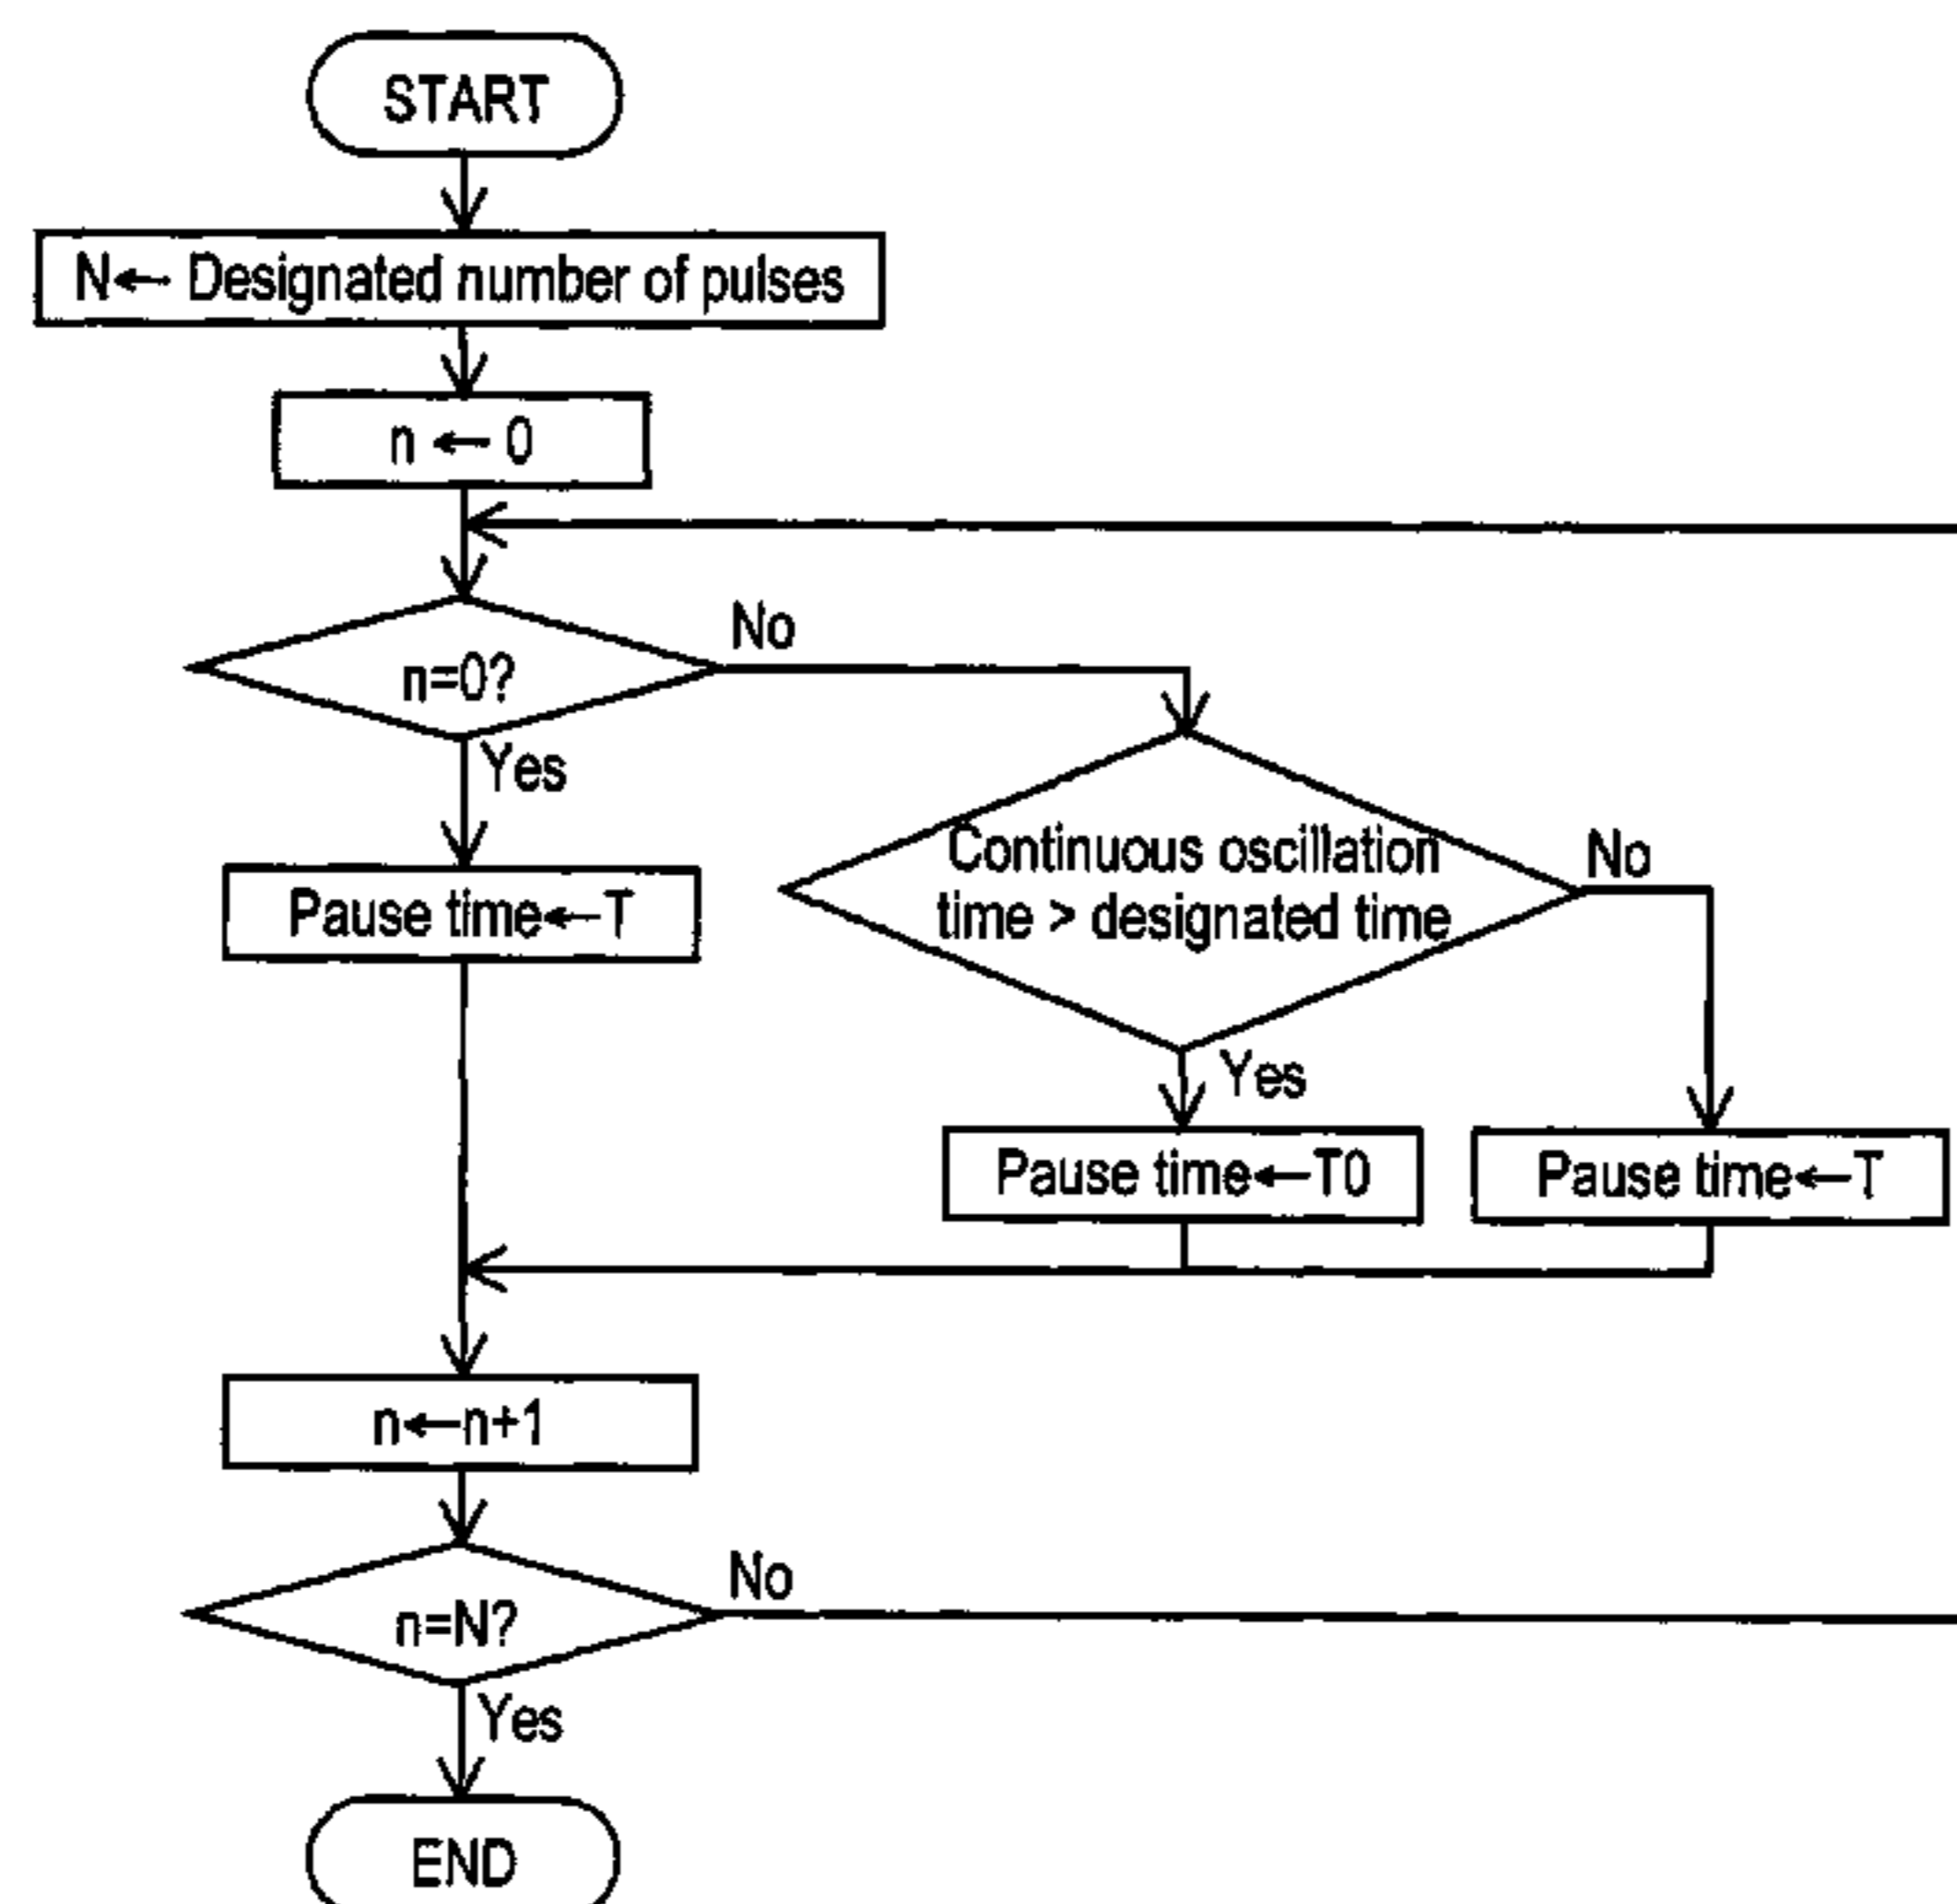 START
N← Designated number of pulses
n ← 0
n=0?
No
Yes
Pause time←T
Continuous oscillation
time > designated time
No
Yes
Pause time←T0
Pause time←T
n←n+1
n=N?
No
Yes
END